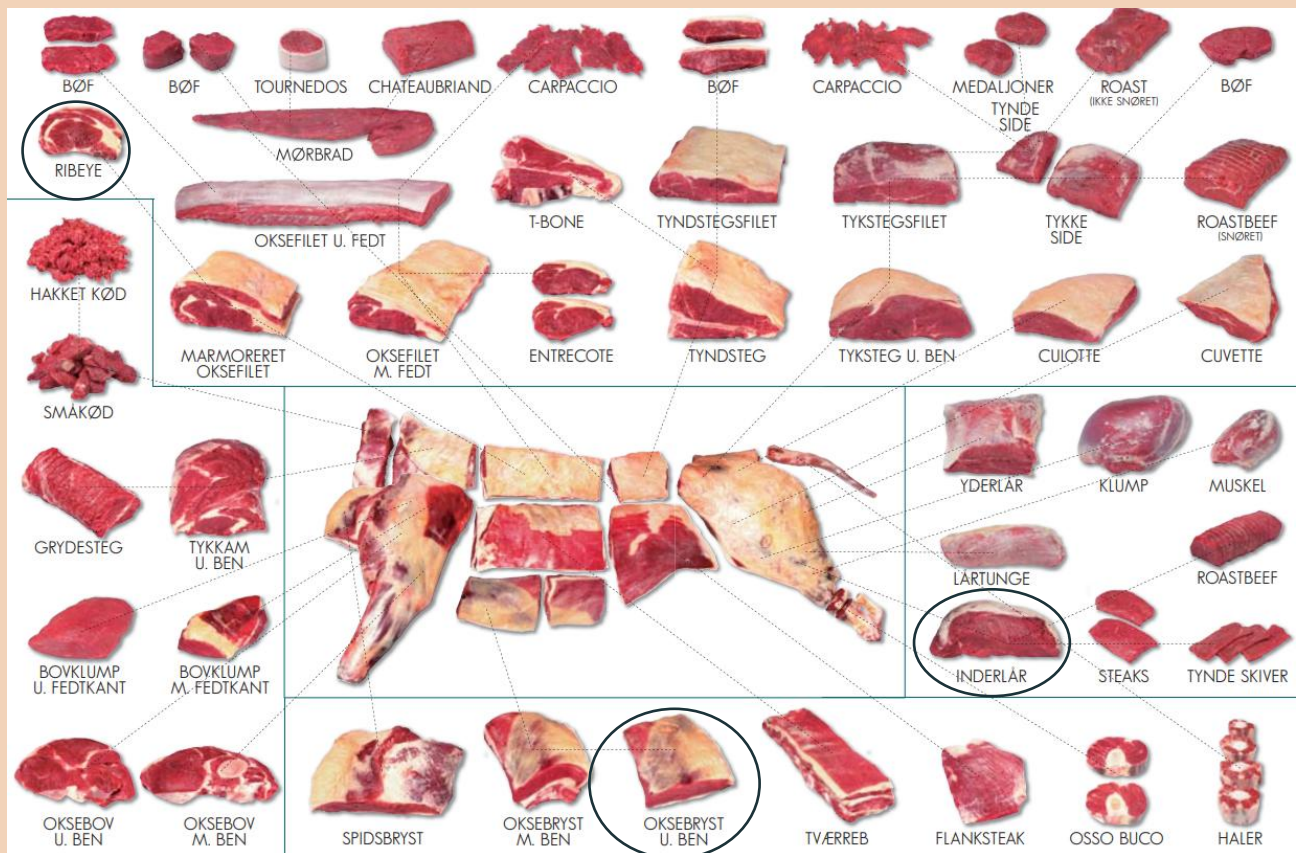 BØF
BØF
TOURNEDOS
CHATEAUBRIAND
CARPACCIO
BØF
CARPACCIO
MEDALJONER
TYNDE
SIDE
ROAST
(IKKE SNØRET)
BØF
RIBEYE
MØRBRAD
OKSEFILET U. FEDT
T-BONE
TYNDSTEGSFILET
TYKSTEGSFILET
TYKKE
SIDE
ROASTBEEF
(SNØRET)
HAKKET KØD
MARMORERET
OKSEFILET
OKSEFILET
M. FEDT
ENTRECOTE
TYNDSTEG
TYKSTEG U. BEN
CULOTTE
CUVETTE
SMÅKØD
YDERLÅR
KLUMP
MUSKEL
GRYDESTEG
TYKKAM
U. BEN
LÅRTUNGE
ROASTBEEF
BOVKLUMP
U. FEDTKANT
BOVKLUMP
M. FEDTKANT
INDERLÅR
STEAKS
TYNDE SKIVER
OKSEBOV
U. BEN
OKSEBOV
M. BEN
SPIDSBRYST
OKSEBRYST
M. BEN
OKSEBRYST
U. BEN
TVÆRREB
FLANKSTEAK
OSSO BUCO
HALER